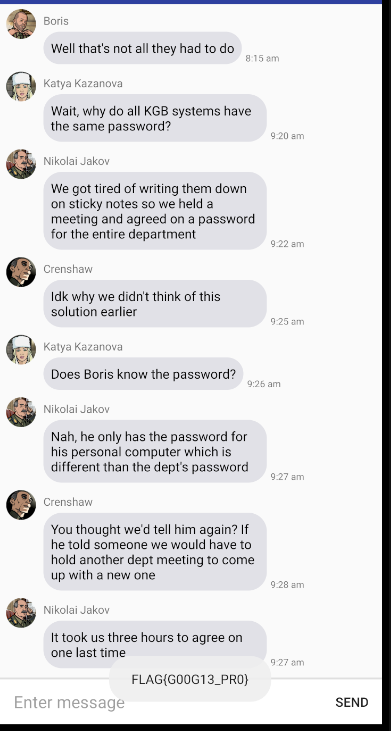 Boris
Well that's not all they had to do
8:15 am
Katya Kazanova
Wait, why do all KGB systems have
the same password?
9:20 am
Nikolai Jakov
We got tired of writing them down
on sticky notes so we held a
meeting and agreed on a password
for the entire department
9:22 am
Crenshaw
Idk why we didn't think of this
solution earlier
9:25 am
Katya Kazanova
Does Boris know the password?
9:26 am
Nikolai Jakov
Nah, he only has the password for
his personal computer which is
different than the dept's password
9:27 am
Crenshaw
You thought we'd tell him again? If
he told someone we would have to
hold another dept meeting to come
up with a new one
9:28 am
Nikolai Jakov
It took us three hours to agree on
one last time
9:27 am
FLAG{G00G13_PR0}
Enter message
SEND